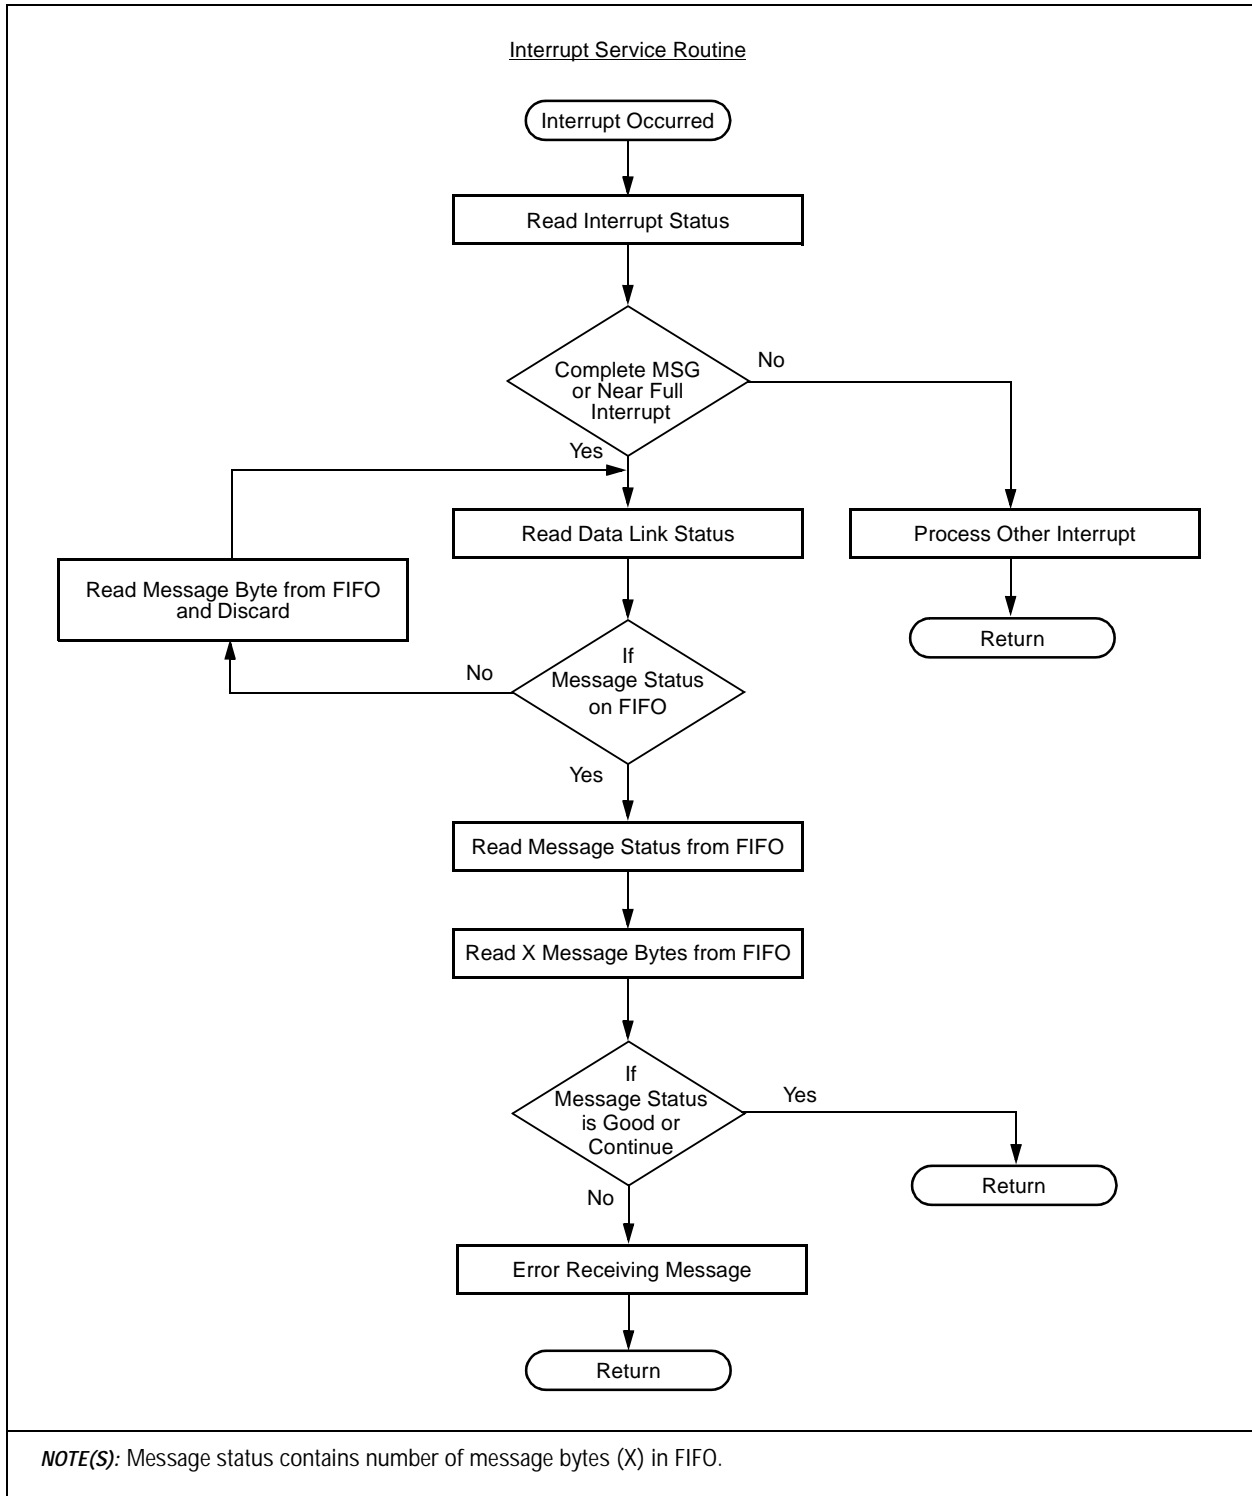 Interrupt Service Routine
Interrupt Occurred
Read Interrupt Status
Complete MSG
or Near Full
Interrupt
No
Yes
Read Data Link Status
Process Other Interrupt
Read Message Byte from FIFO
and Discard
Return
If
Message Status
on FIFO
No
Yes
Read Message Status from FIFO
Read X Message Bytes from FIFO
If
Message Status
is Good or
Continue
Yes
Return
No
Error Receiving Message
Return
NOTE(S): Message status contains number of message bytes (X) in FIFO.